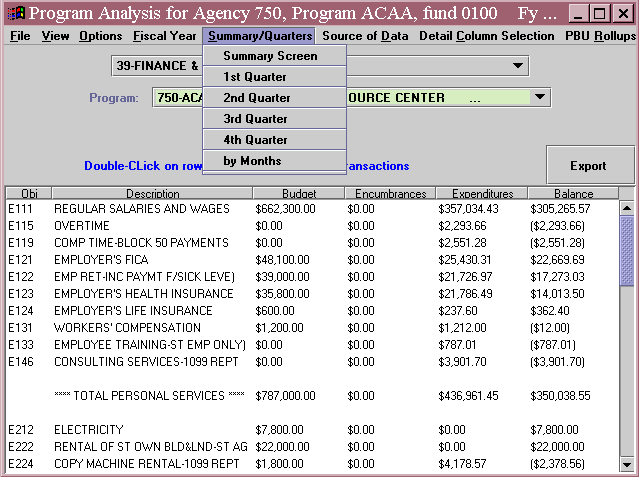 Program Analysis for Agency 750, Program ACAA, fund 0100 Fy ...
File View Options Fiscal Year Summary/Quarters Source of Data Detail Column Selection PBU Rollups
Summary Screen
1st Quarter
2nd Quarter
3rd Quarter
4th Quarter
by Months
39-FINANCE &
Program: 750-ACA OURCE CENTER ...
Double-CLick on row transactions
Export
Obj Description Budget Encumbrances Expenditures Balance
E111 REGULAR SALARIES AND WAGES $662,300.00 $0.00 $357,034.43 $305,265.57
E115 OVERTIME $0.00 $0.00 $2,293.66 ($2,293.66)
E119 COMP TIME-BLOCK 50 PAYMENTS $0.00 $0.00 $2,551.28 ($2,551.28)
E121 EMPLOYER'S FICA $48,100.00 $0.00 $25,430.31 $22,669.69
E122 EMP RET-INC PAYMT F/SICK LEVE) $39,000.00 $0.00 $21,726.97 $17,273.03
E123 EMPLOYER'S HEALTH INSURANCE $35,800.00 $0.00 $21,786.49 $14,013.50
E124 EMPLOYER'S LIFE INSURANCE $600.00 $0.00 $237.60 $362.40
E131 WORKERS' COMPENSATION $1,200.00 $0.00 $1,212.00 ($12.00)
E133 EMPLOYEE TRAINING-ST EMP ONLY) $0.00 $0.00 $787.01 ($787.01)
E146 CONSULTING SERVICES-1099 REPT $0.00 $0.00 $3,901.70 ($3,901.70)
**** TOTAL PERSONAL SERVICES **** $787,000.00 $0.00 $436,961.45 $350,038.55
E212 ELECTRICITY $7,800.00 $0.00 $0.00 $7,800.00
E222 RENTAL OF ST OWN BLD&LND-ST AG $22,000.00 $0.00 $0.00 $22,000.00
E224 COPY MACHINE RENTAL-1099 REPT $1,800.00 $0.00 $4,178.57 ($2,378.56)